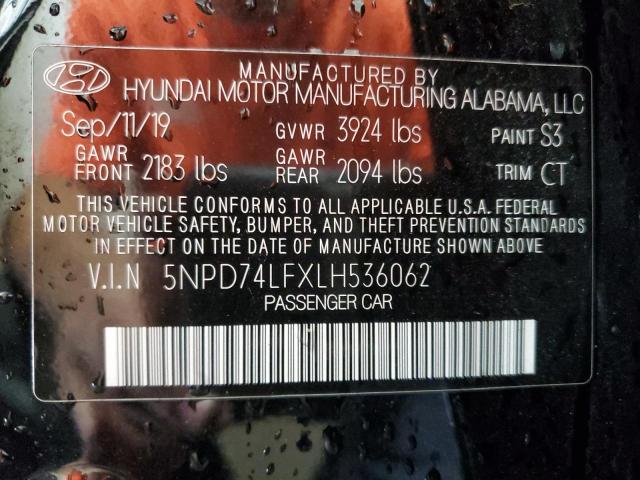 MANUFACTURED BY
HYUNDAI MOTOR MANUFACTURING ALABAMA, LLC
Sep/11/19 GVWR 3924 lbs PAINT S3
GAWR FRONT 2183 lbs GAWR REAR 2094 lbs TRIM CT
THIS VEHICLE CONFORMS TO ALL APPLICABLE U.S.A. FEDERAL
MOTOR VEHICLE SAFETY, BUMPER, AND THEFT PREVENTION STANDARDS
IN EFFECT ON THE DATE OF MANUFACTURE SHOWN ABOVE
V.I.N 5NPD74LFXLH536062
PASSENGER CAR